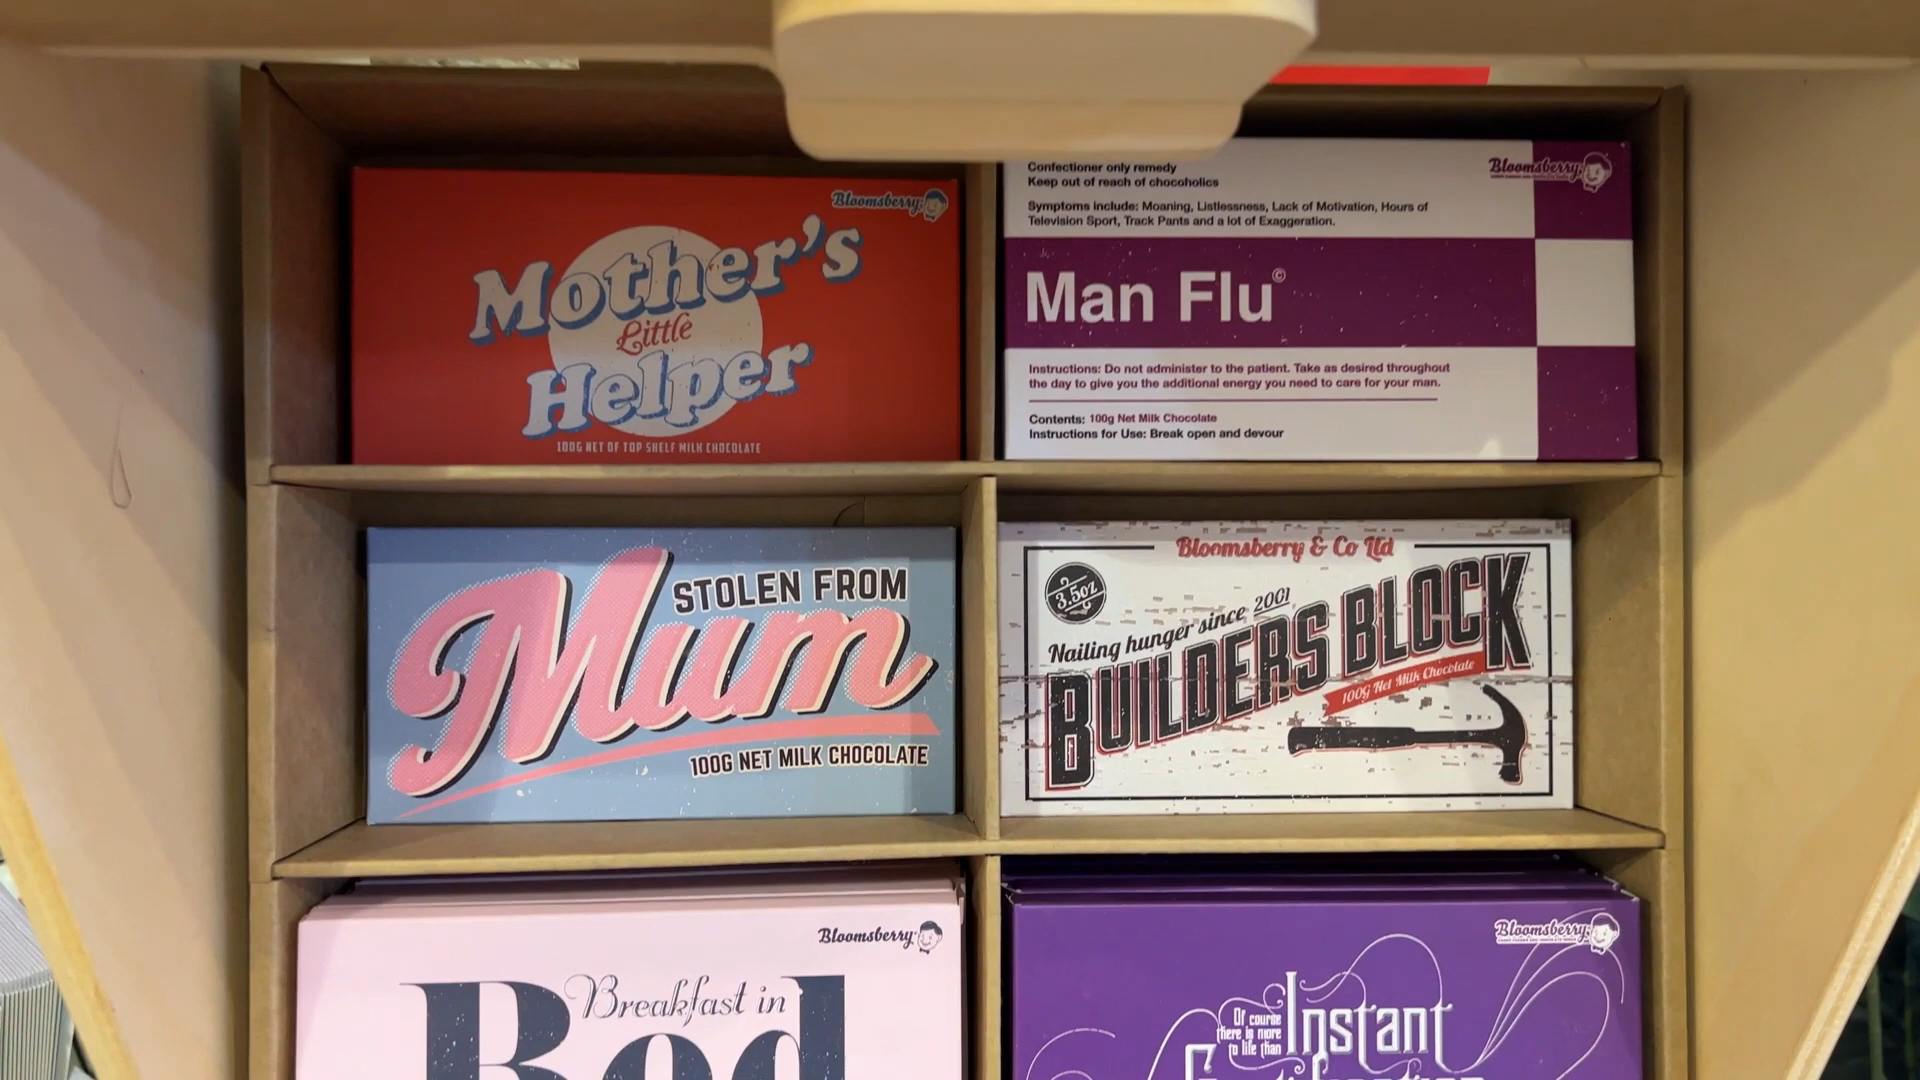 Bloomsberry
Mother's
Little
Helper
100G NET OF TOP SHELF MILK CHOCOLATE
Confectioner only remedy
Keep out of reach of chocoholics
Bloomsberry
Symptoms include: Moaning, Listlessness, Lack of Motivation, Hours of
Television Sport, Track Pants and a lot of Exaggeration.
Man Flu©
Instructions: Do not administer to the patient. Take as desired throughout
the day to give you the additional energy you need to care for your man.
Contents: 100g Net Milk Chocolate
Instructions for Use: Break open and devour
STOLEN FROM
Mum
100G NET MILK CHOCOLATE
Bloomsberry & Co Ltd
3.5oz
Nailing hunger since 2001
BUILDERS BLOCK
100G Net Milk Chocolate
Bloomsberry
Breakfast in
Bed
Bloomsberry
Of course
there is more
to life than
Instant